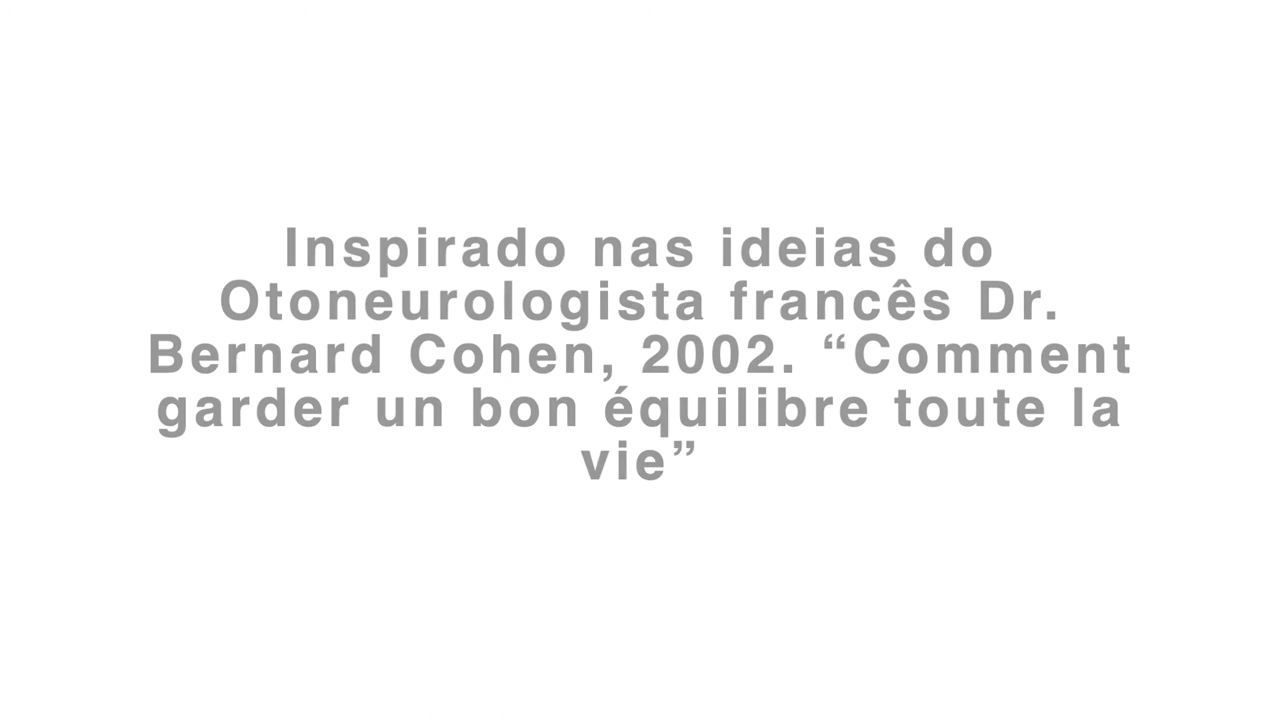 Inspirado nas ideias do
Otoneurologista francês Dr.
Bernard Cohen, 2002. “Comment
garder un bon équilibre toute la
vie”